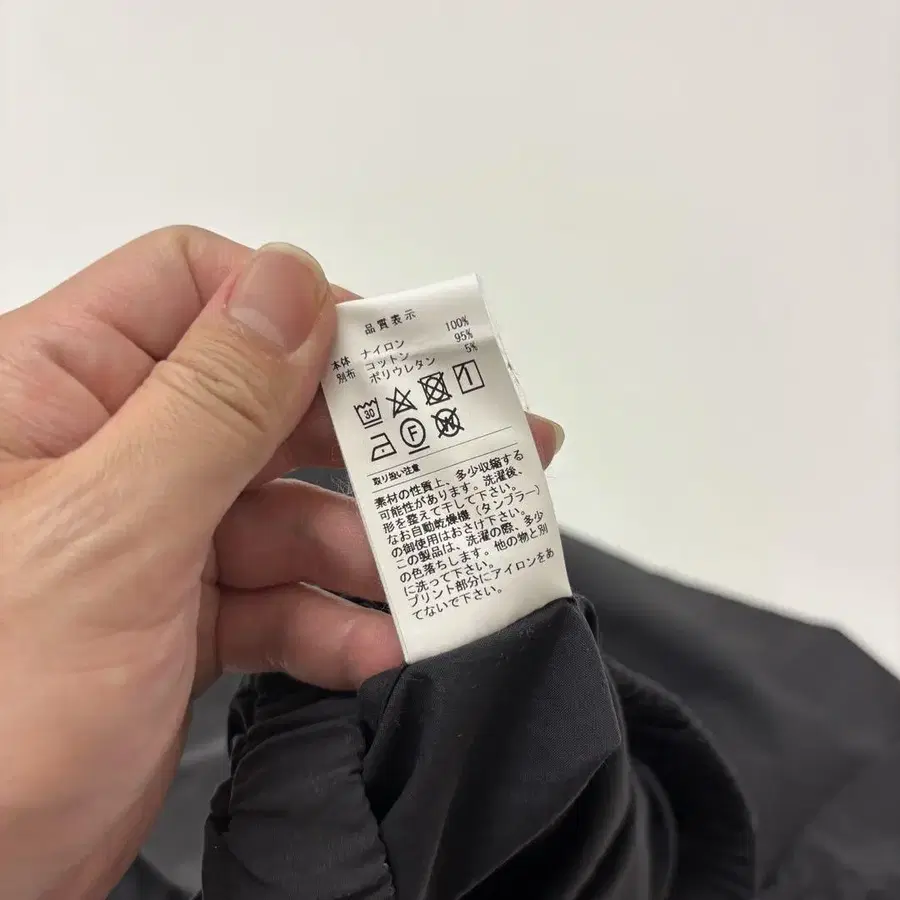 品質表示
本体 ナイロン 100%
別布 コットン 95%
ポリウレタン 5%
30
F
W
取り扱い注意
素材の性質上、多少収縮する
可能性があります。洗濯後、
形を整えて干して下さい。
なお自動乾燥機（タンブラー）
の御使用はおさけ下さい。
この製品は、洗濯の際、多少
の色落ちします。他の物と別
に洗って下さい。
プリント部分にアイロンをあ
てないで下さい。